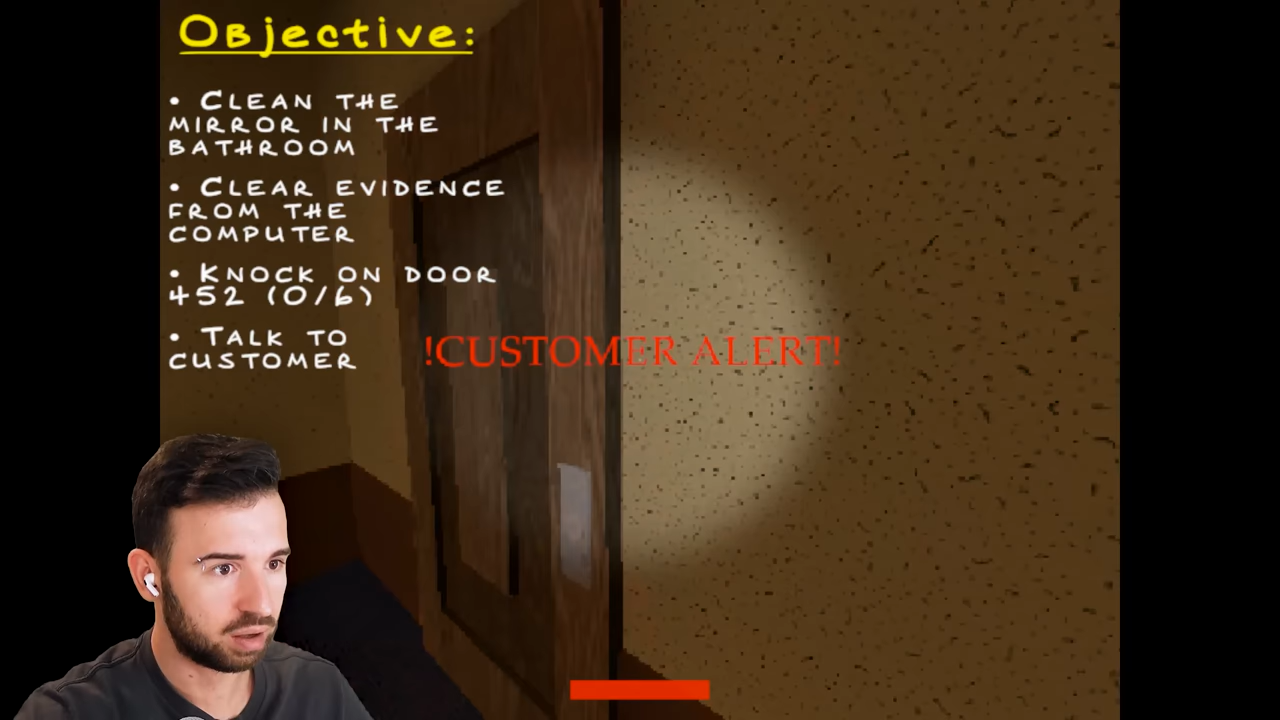 Objective:
• Clean the
mirror in the
bathroom
• Clear evidence
from the
computer
• Knock on door
452 (0/6)
• Talk to
customer
!CUSTOMER ALERT!